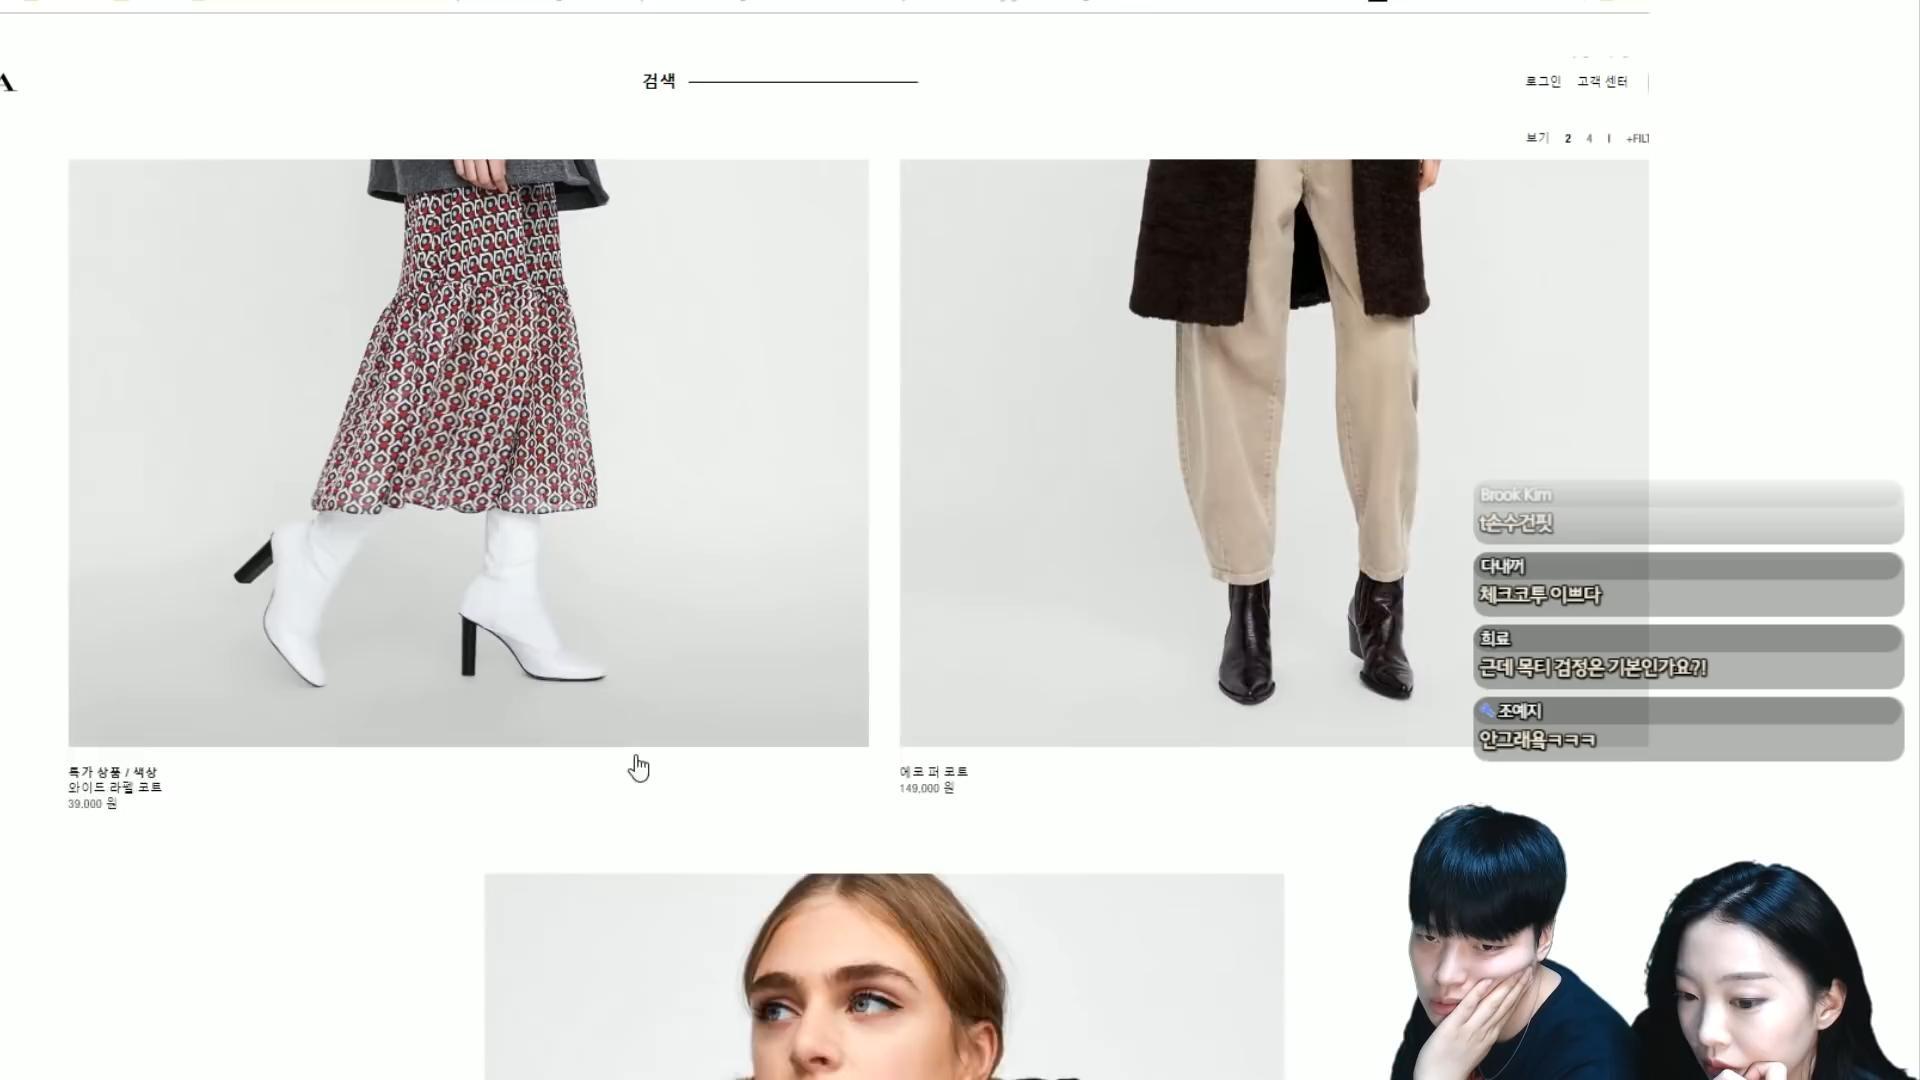 A
검색
로그인 고객 센터
보기 2 4 +FILT
특가 상품 / 색상
와이드 라펠 코트
39,000 원
에코 퍼 코트
149,000 원
Brook Kim
t손수건핏
다내꺼
체크코투 이쁘다
희료
근데 목티 검정은 기본인가요?!
조예지
안그래욬ㅋㅋㅋ